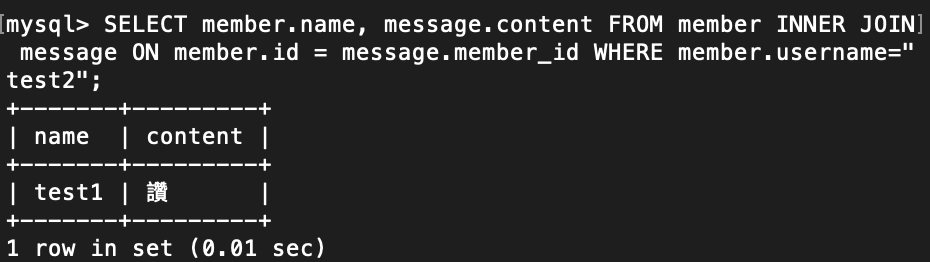 [mysql> SELECT member.name, message.content FROM member INNER JOIN]
 message ON member.id = message.member_id WHERE member.username="
test2";
+-------+---------+
| name  | content |
+-------+---------+
| test1 | 讚      |
+-------+---------+
1 row in set (0.01 sec)